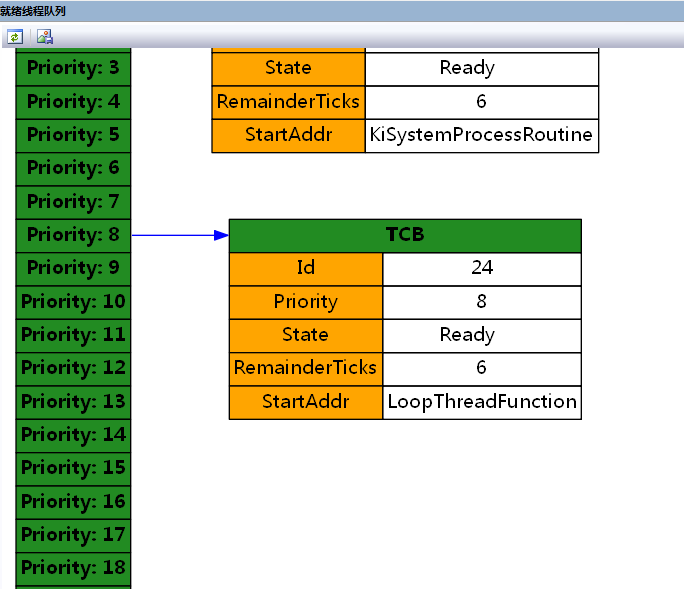 就绪线程队列
Priority: 3
Priority: 4
Priority: 5
Priority: 6
Priority: 7
Priority: 8
Priority: 9
Priority: 10
Priority: 11
Priority: 12
Priority: 13
Priority: 14
Priority: 15
Priority: 16
Priority: 17
Priority: 18
State Ready
RemainderTicks 6
StartAddr KiSystemProcessRoutine
TCB
Id 24
Priority 8
State Ready
RemainderTicks 6
StartAddr LoopThreadFunction